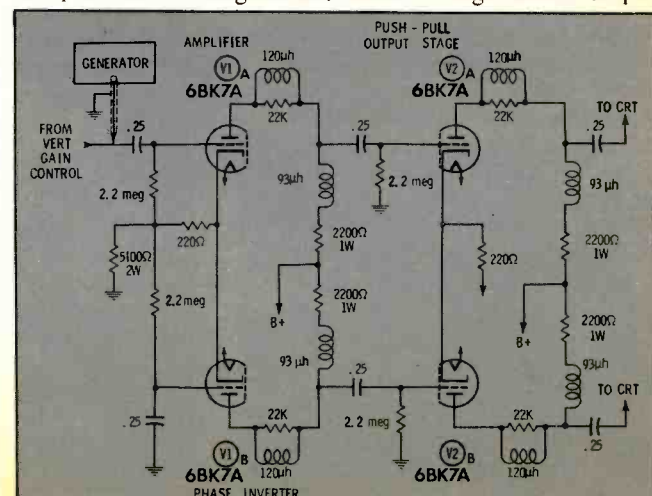 AMPLIFIER
PUSH - PULL
OUTPUT STAGE
GENERATOR
V1 A
6BK7A
120μh
22K
V2 A
6BK7A
120μh
22K
TO CRT
FROM
VERT
GAIN
CONTROL
.25
.25
.25
2.2 meg
93μh
2.2 meg
93 μh
5100Ω
2W
220Ω
2200Ω
1W
220Ω
2200Ω
1W
2.2 meg
B+
2200Ω
1W
B+
2200Ω
1W
93 μh
93μh
.25
.25
22K
2.2 meg
22K
TO CRT
.25
V1 B
6BK7A
120μh
V2 B
6BK7A
120μh
PHASE INVERTER